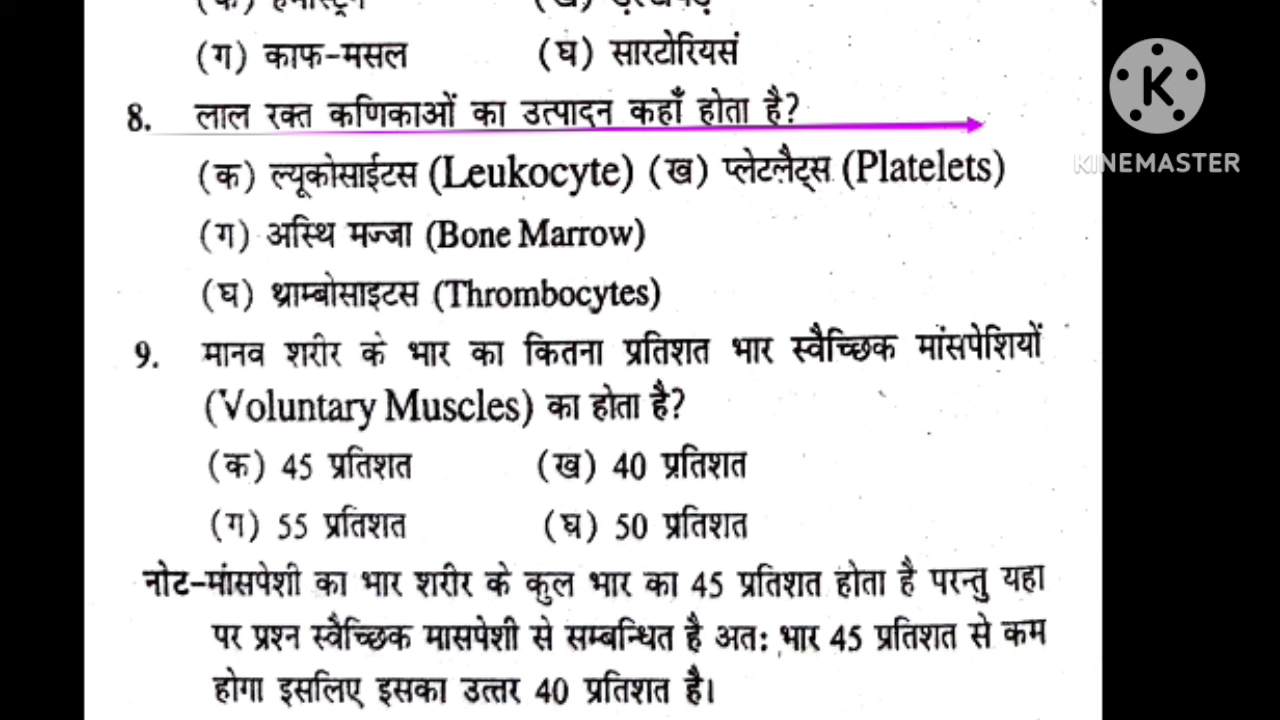 (ग) काफ-मसल (घ) सारटोरियसं
8. लाल रक्त कणिकाओं का उत्पादन कहाँ होता है?
(क) ल्यूकोसाईटस (Leukocyte) (ख) प्लेटलैट्स (Platelets)
(ग) अस्थि मज्जा (Bone Marrow)
(घ) थ्राम्बोसाइटस (Thrombocytes)
9. मानव शरीर के भार का कितना प्रतिशत भार स्वैच्छिक मांसपेशियों
(Voluntary Muscles) का होता है?
(क) 45 प्रतिशत (ख) 40 प्रतिशत
(ग) 55 प्रतिशत (घ) 50 प्रतिशत
नोट-मांसपेशी का भार शरीर के कुल भार का 45 प्रतिशत होता है परन्तु यहा
पर प्रश्न स्वैच्छिक मासपेशी से सम्बन्धित है अतः भार 45 प्रतिशत से कम
होगा इसलिए इसका उत्तर 40 प्रतिशत है।
K
KINEMASTER